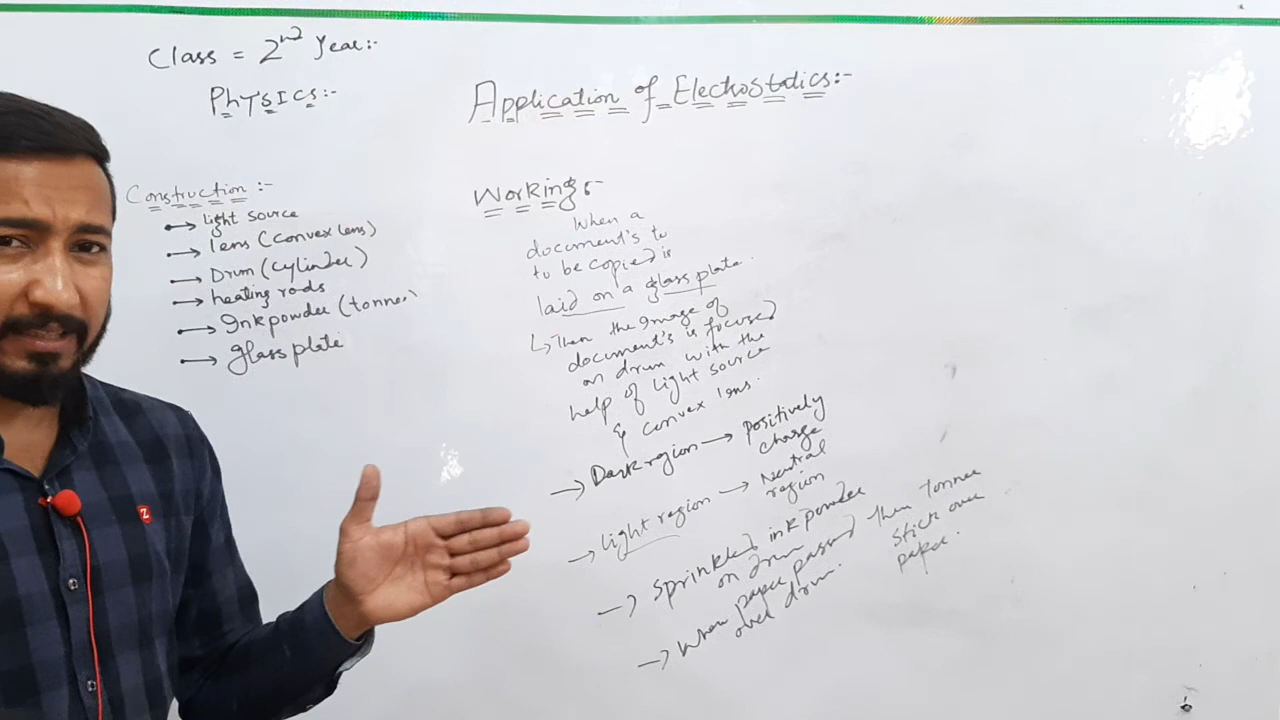 Class = 2nd Year:-
Physics:-
Application of Electrostatics:-
Construction:-
→ light source
→ lens (convex lens)
→ Drum (cylinder)
→ heating rods
→ Ink powder (tonner)
→ glass plate
Working:-
When a
document's to
to be copied is
laid on a glass plate.
↳ Then the Image of
document's is focused
on drum with the
help of light source
& convex lens.
→ Dark region → positively
charge
→ light region → Neutral
region
→ Sprinkled inkpowder
on drum
→ When paper passed
over drum.
Then tonner
stick over
paper.
Z